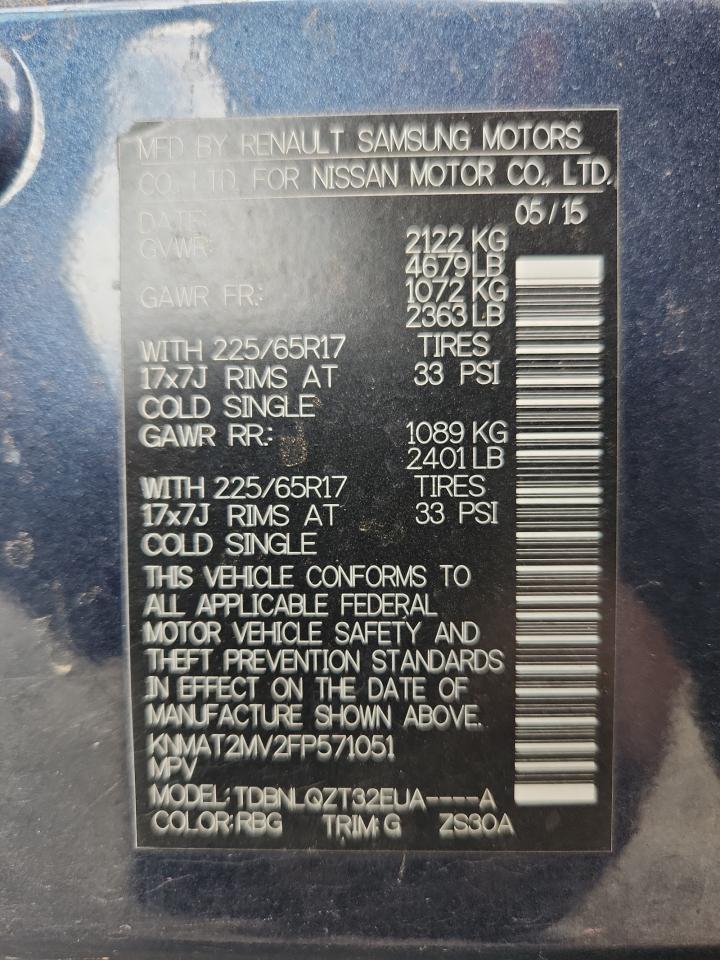 MFD BY RENAULT SAMSUNG MOTORS
CO., LTD. FOR NISSAN MOTOR CO., LTD.
DATE: 05/15
GVWR: 2122 KG
4679 LB
GAWR FR: 1072 KG
2363 LB
WITH 225/65R17 TIRES
17x7J RIMS AT 33 PSI
COLD SINGLE
GAWR RR: 1089 KG
2401 LB
WITH 225/65R17 TIRES
17x7J RIMS AT 33 PSI
COLD SINGLE
THIS VEHICLE CONFORMS TO
ALL APPLICABLE FEDERAL
MOTOR VEHICLE SAFETY AND
THEFT PREVENTION STANDARDS
IN EFFECT ON THE DATE OF
MANUFACTURE SHOWN ABOVE.
KNMAT2MV2FP571051
MPV
MODEL: TDBNLQZT32EUA----A
COLOR: RBG TRIM: G ZS30A